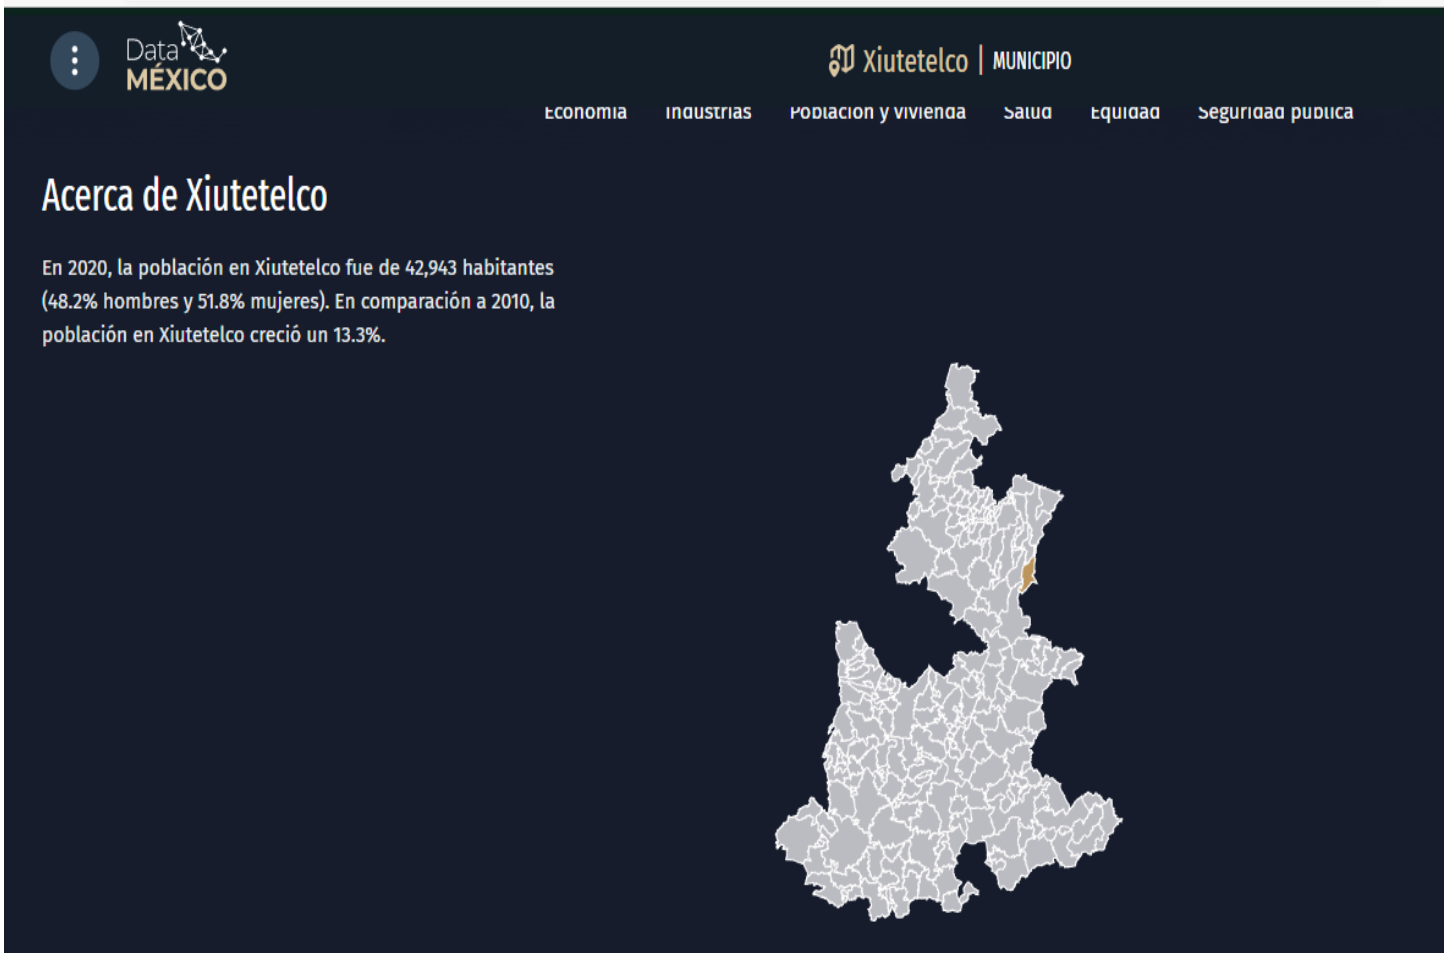 Data
MÉXICO
Xiutetelco | MUNICIPIO
Economía Industrias Población y vivienda Salud Equidad Seguridad pública
Acerca de Xiutetelco
En 2020, la población en Xiutetelco fue de 42,943 habitantes
(48.2% hombres y 51.8% mujeres). En comparación a 2010, la
población en Xiutetelco creció un 13.3%.